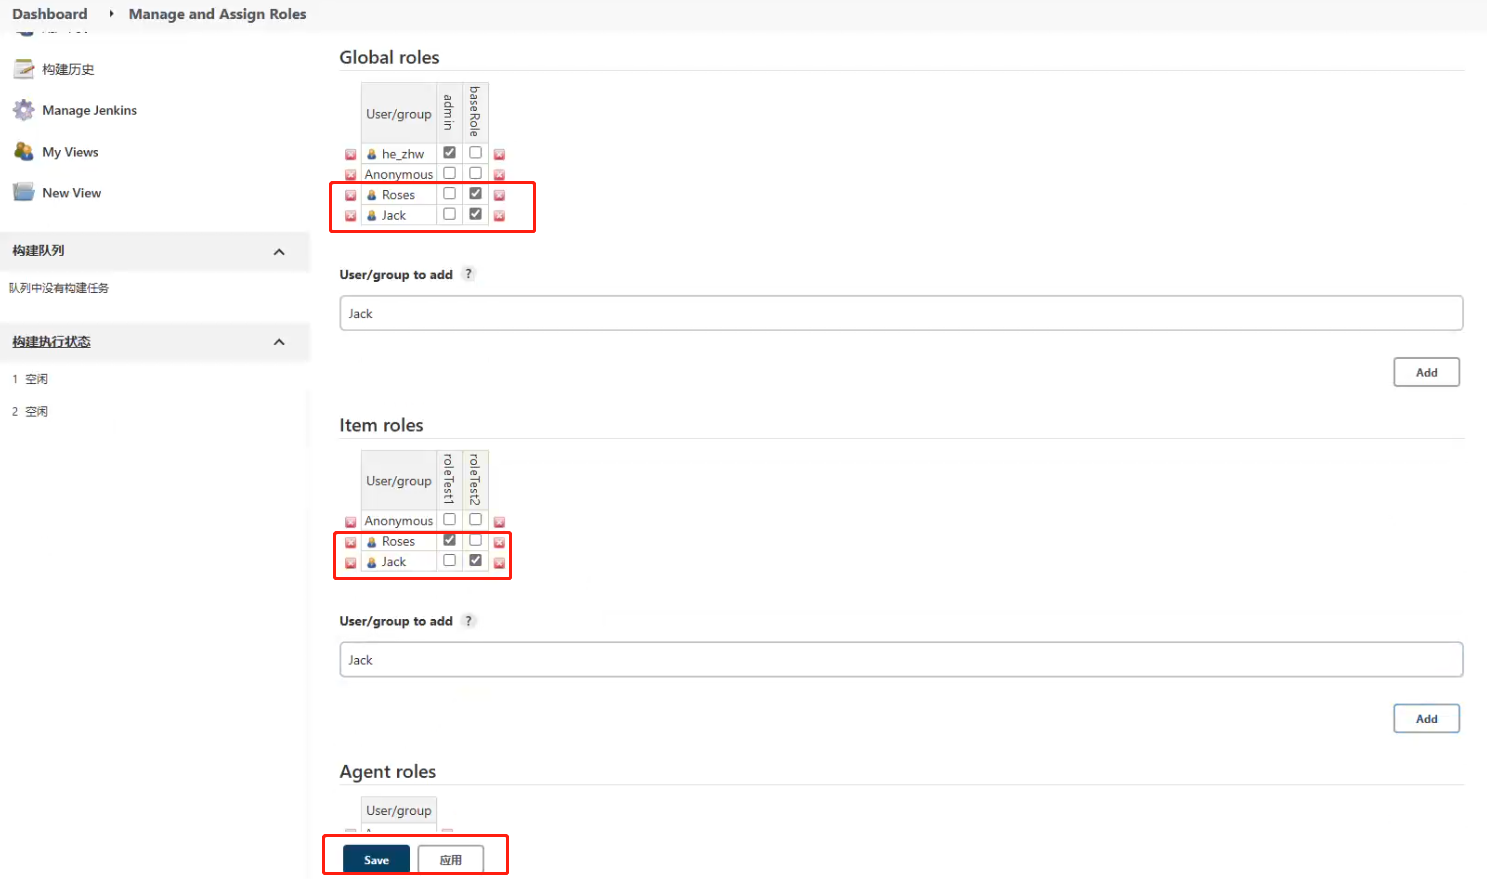 Dashboard
Manage and Assign Roles
构建历史
Manage Jenkins
My Views
New View
构建队列
队列中没有构建任务
构建执行状态
1 空闲
2 空闲
Global roles
User/group admin baseRole
he_zhw
Anonymous
Roses
Jack
User/group to add ?
Jack
Add
Item roles
User/group roleTest1 roleTest2
Anonymous
Roses
Jack
User/group to add ?
Jack
Add
Agent roles
User/group
Save 应用